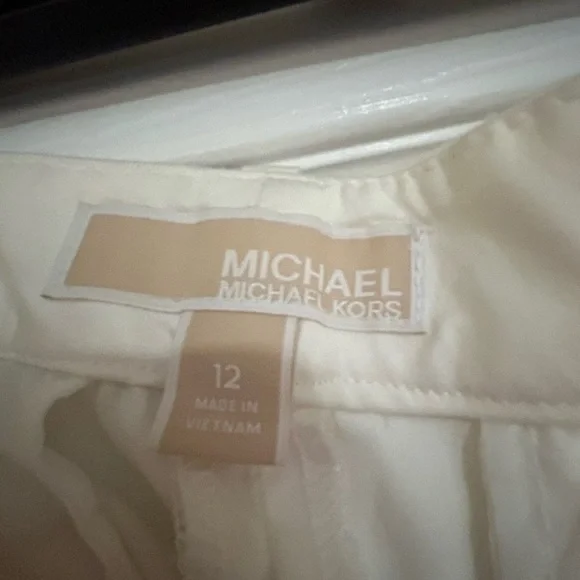 MICHAEL
MICHAEL KORS
12
MADE IN
VIETNAM